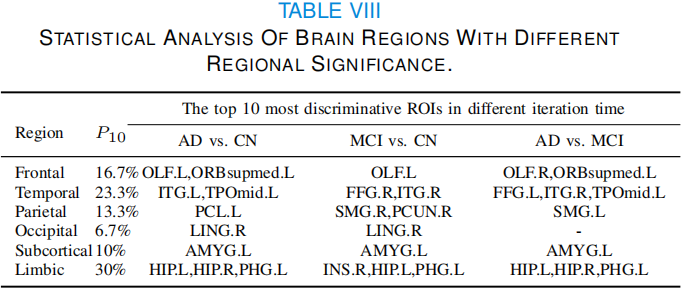 TABLE VIII
STATISTICAL ANALYSIS OF BRAIN REGIONS WITH DIFFERENT
REGIONAL SIGNIFICANCE.
The top 10 most discriminative ROIs in different iteration time
Region P10 AD vs. CN MCI vs. CN AD vs. MCI
Frontal 16.7% OLF.L,ORBsupmed.L OLF.L OLF.R,ORBsupmed.L
Temporal 23.3% ITG.L,TPOmid.L FFG.R,ITG.R FFG.L,ITG.R,TPOmid.L
Parietal 13.3% PCL.L SMG.R,PCUN.R SMG.L
Occipital 6.7% LING.R LING.R -
Subcortical 10% AMYG.L AMYG.L AMYG.L
Limbic 30% HIP.L,HIP.R,PHG.L INS.R,HIP.L,PHG.L HIP.L,HIP.R,PHG.L